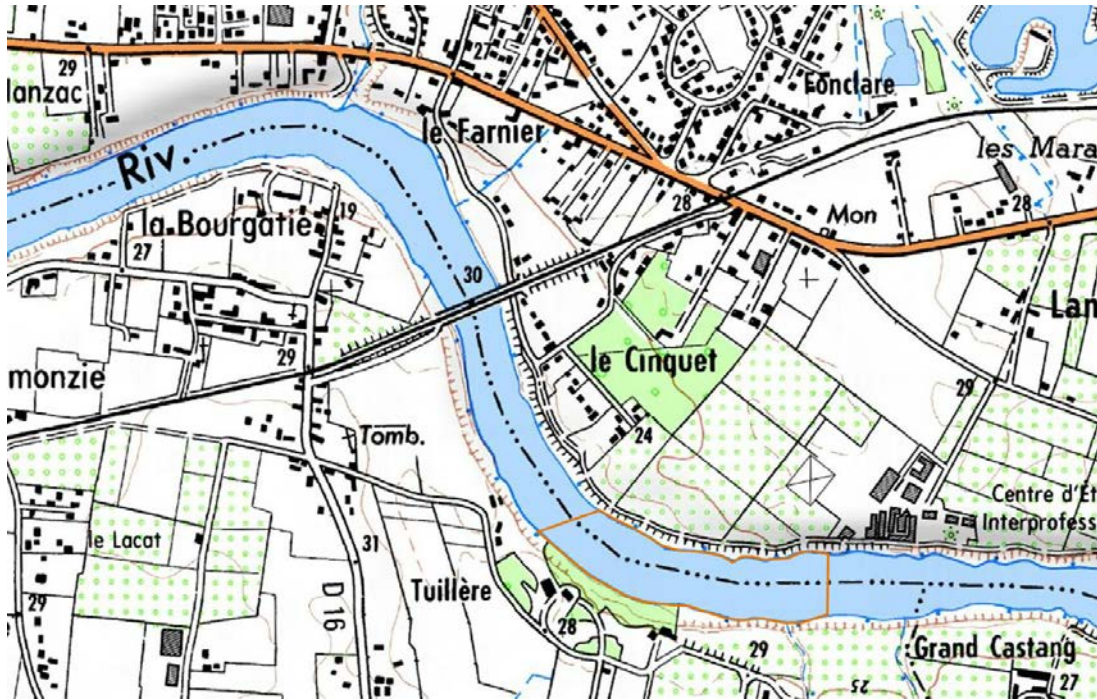 27
29
lanzac
Fonclare
le Farnier
les Mara
Riv
28
28
19
Mon
la Bourgatie
27
30
Lan
29
le Cinquet
monzie
29
24
Tomb.
Centre d'Et
Interprofess
le Lacat
31
Tuillère
29
D 16
28
29
Grand Castang
25
27